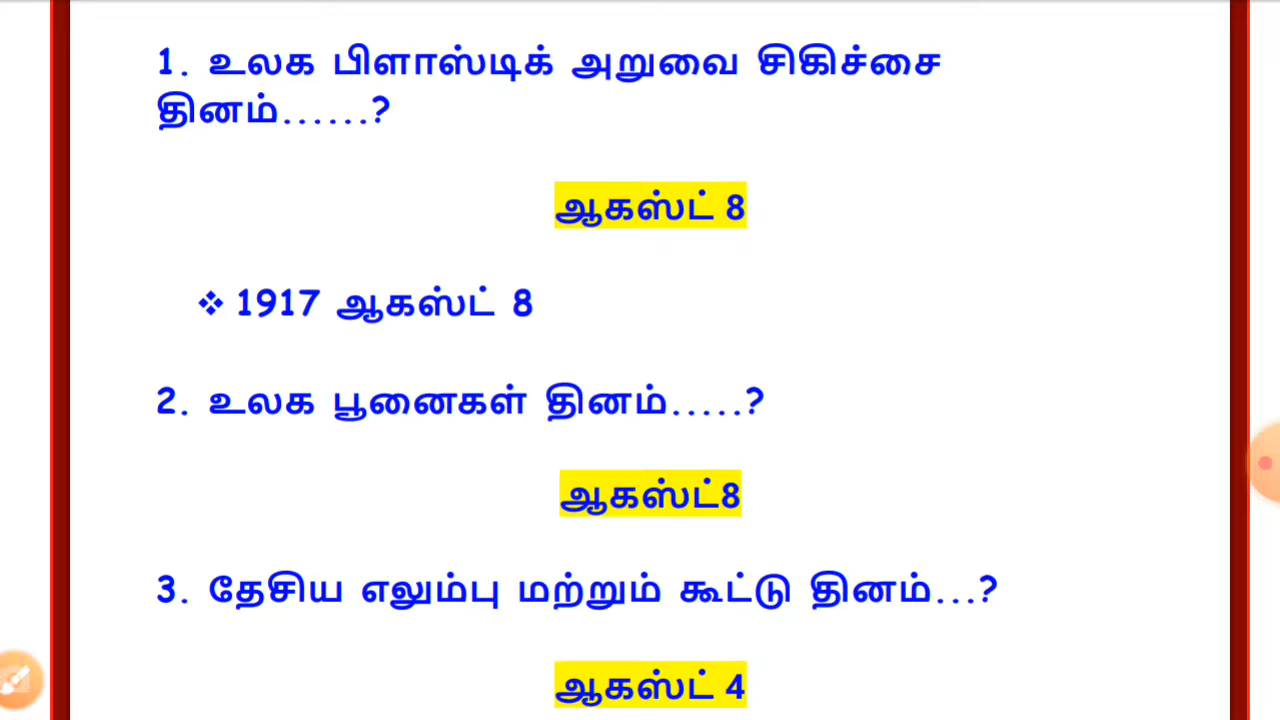 1. உலக பிளாஸ்டிக் அறுவை சிகிச்சை
தினம்......?
ஆகஸ்ட் 8
❖ 1917 ஆகஸ்ட் 8
2. உலக பூனைகள் தினம்.....?
ஆகஸ்ட்8
3. தேசிய எலும்பு மற்றும் கூட்டு தினம்...?
ஆகஸ்ட் 4